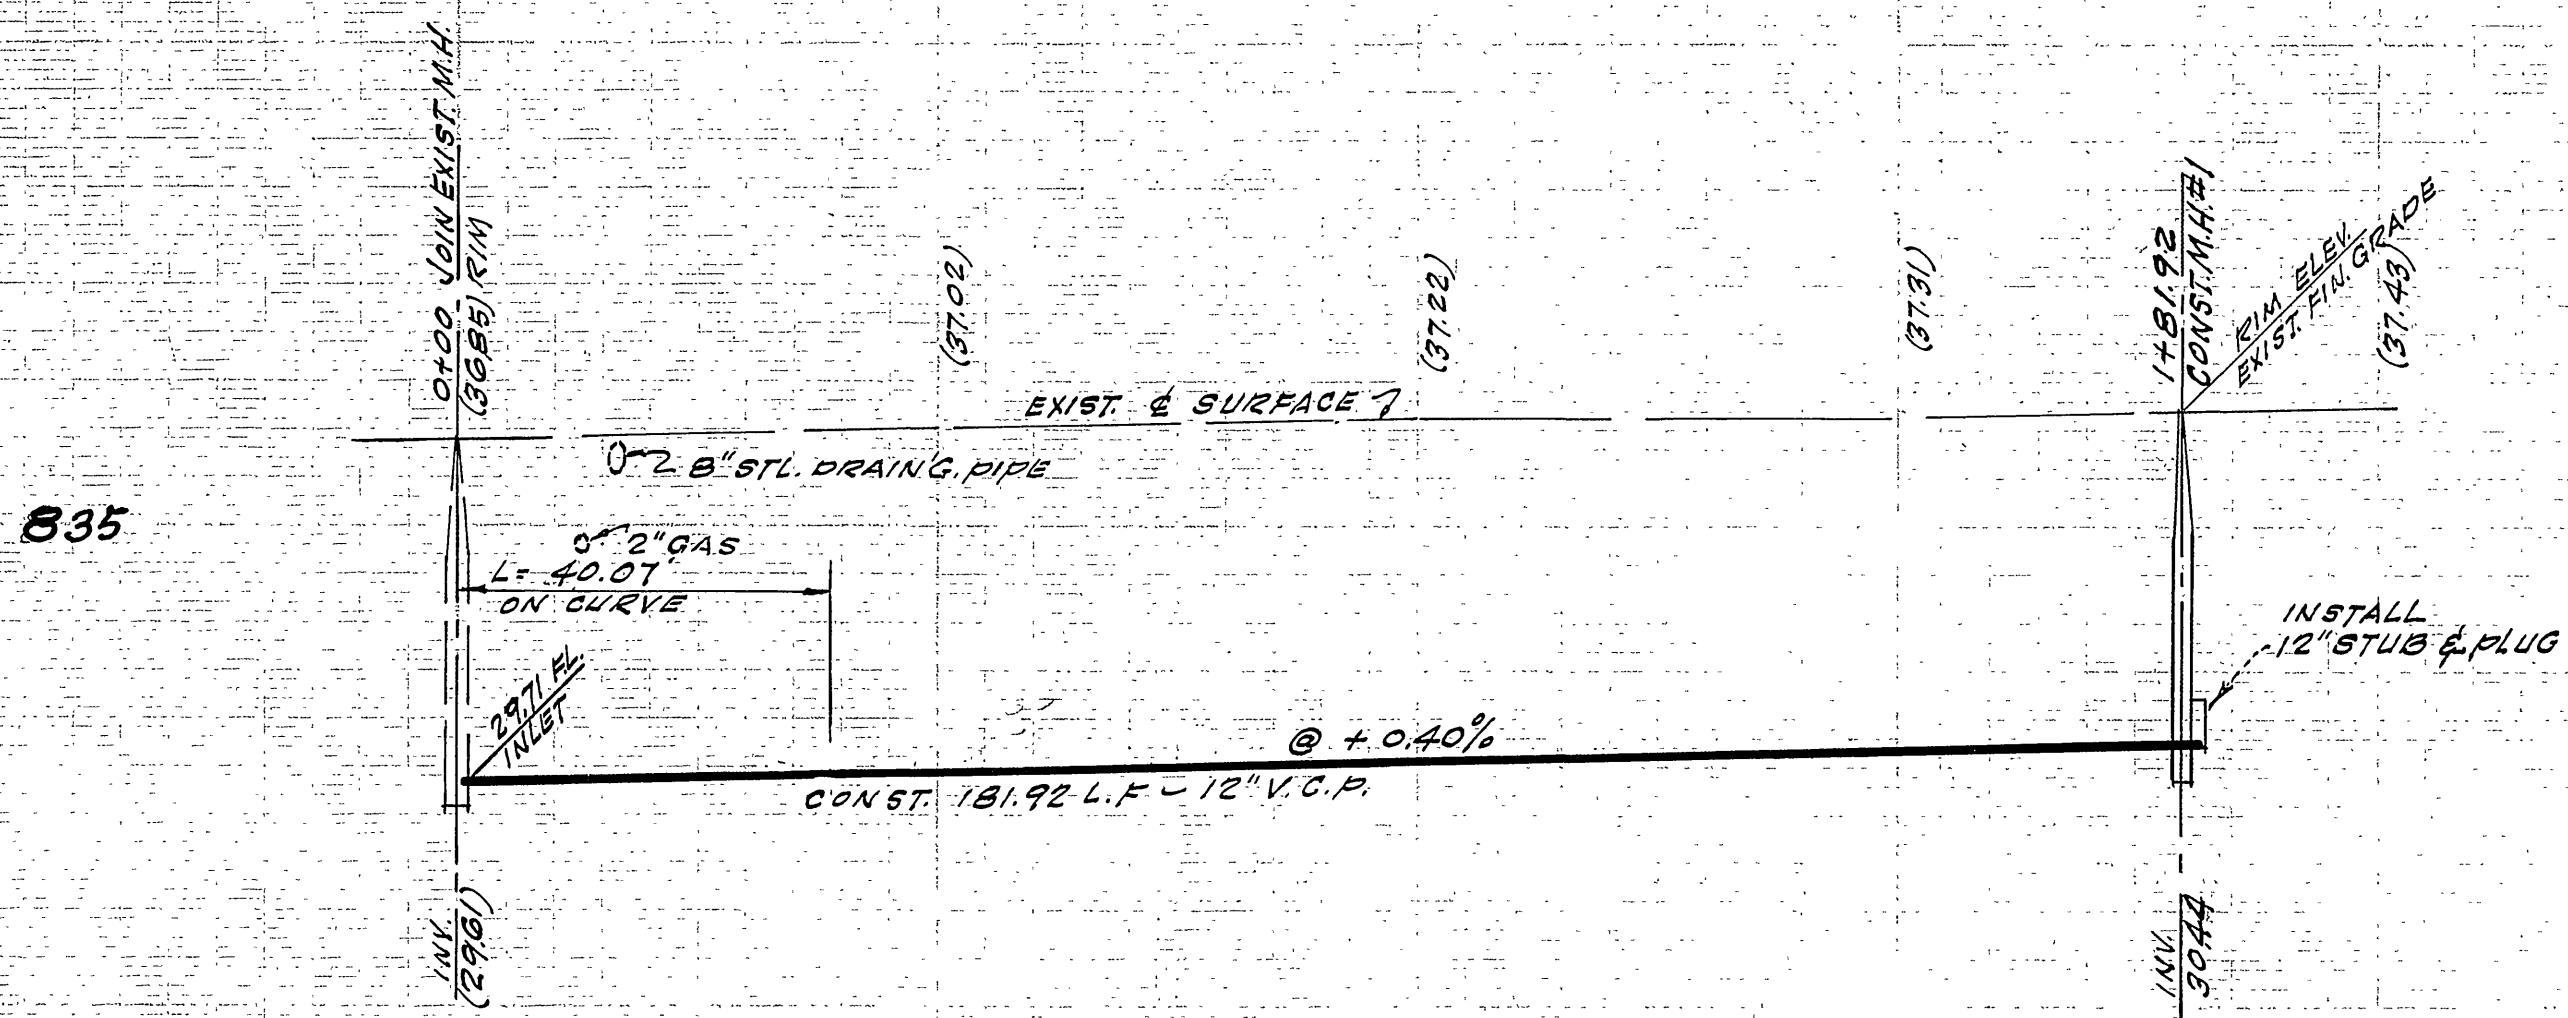 0+00 JOIN EXIST. M.H.
(36.85) RIM
(37.02)
(37.22)
(37.31)
1+81.92
CONST. M.H. #1
RIM ELEV.
EXIST. FIN. GRADE
(37.43)
EXIST. ℄ SURFACE
8" STL. DRAIN'G. PIPE
835
2" GAS
L= 40.07'
ON CURVE
29.71 EL.
INLET
INSTALL
12" STUB & PLUG
@ + 0.40%
CONST. 181.92 L.F - 12" V.C.P.
INV.
(29.61)
INV.
30.44